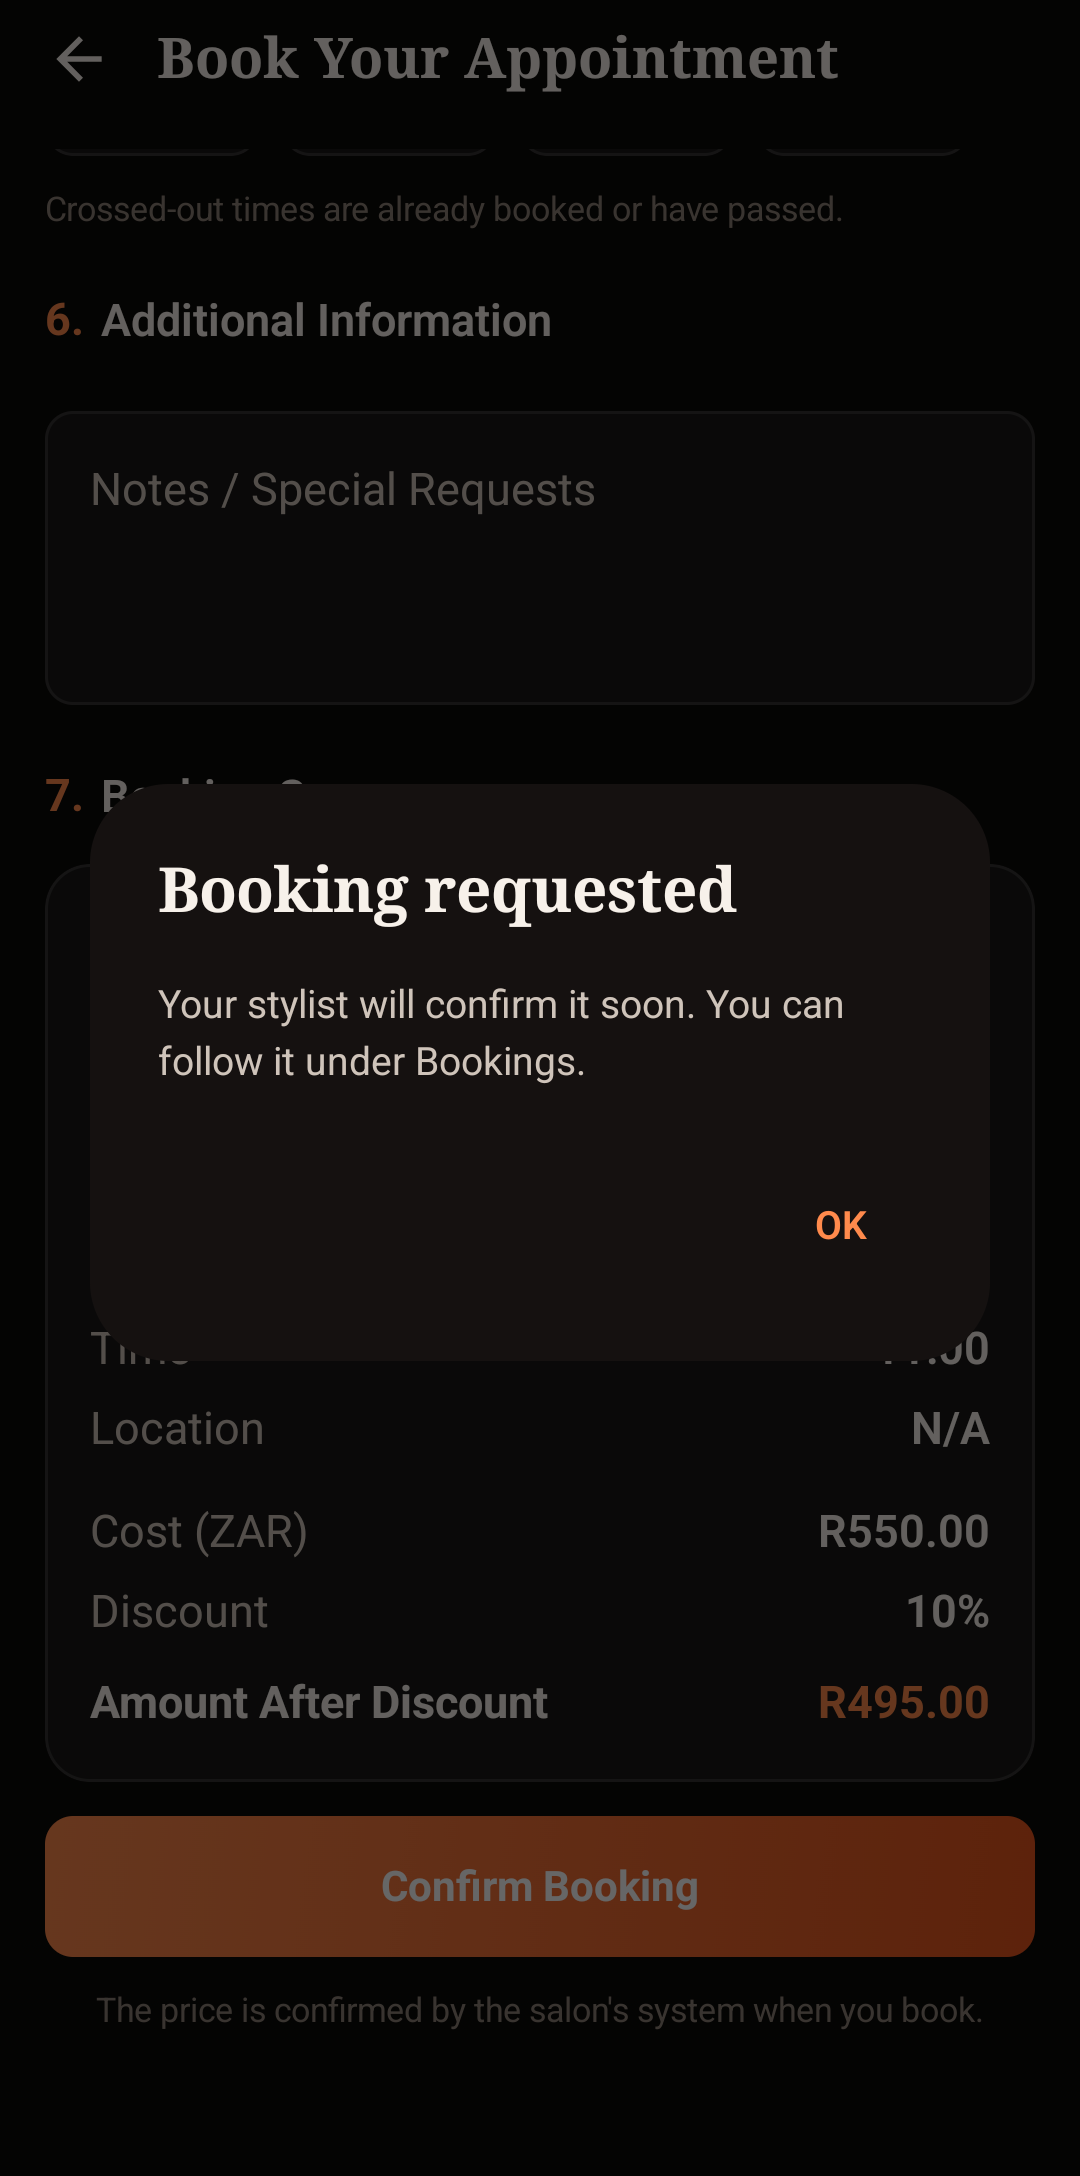 Book Your Appointment
Crossed-out times are already booked or have passed.
6. Additional Information
Notes / Special Requests
7.
Booking requested
Your stylist will confirm it soon. You can
follow it under Bookings.
OK
Location N/A
Cost (ZAR) R550.00
Discount 10%
Amount After Discount R495.00
Confirm Booking
The price is confirmed by the salon's system when you book.